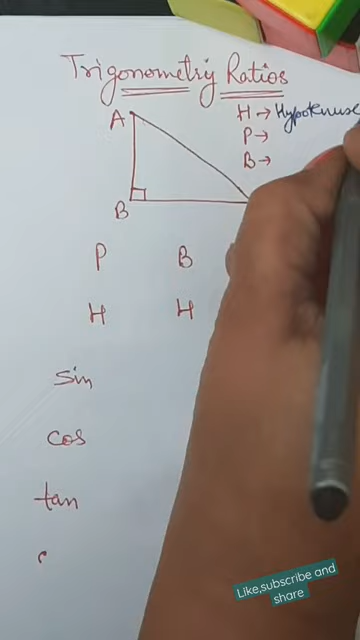 Trigonometry Ratios
A
H → Hypotenuse
P →
B →
B
P B
H H
sin
cos
tan
c
Like,subscribe and
share